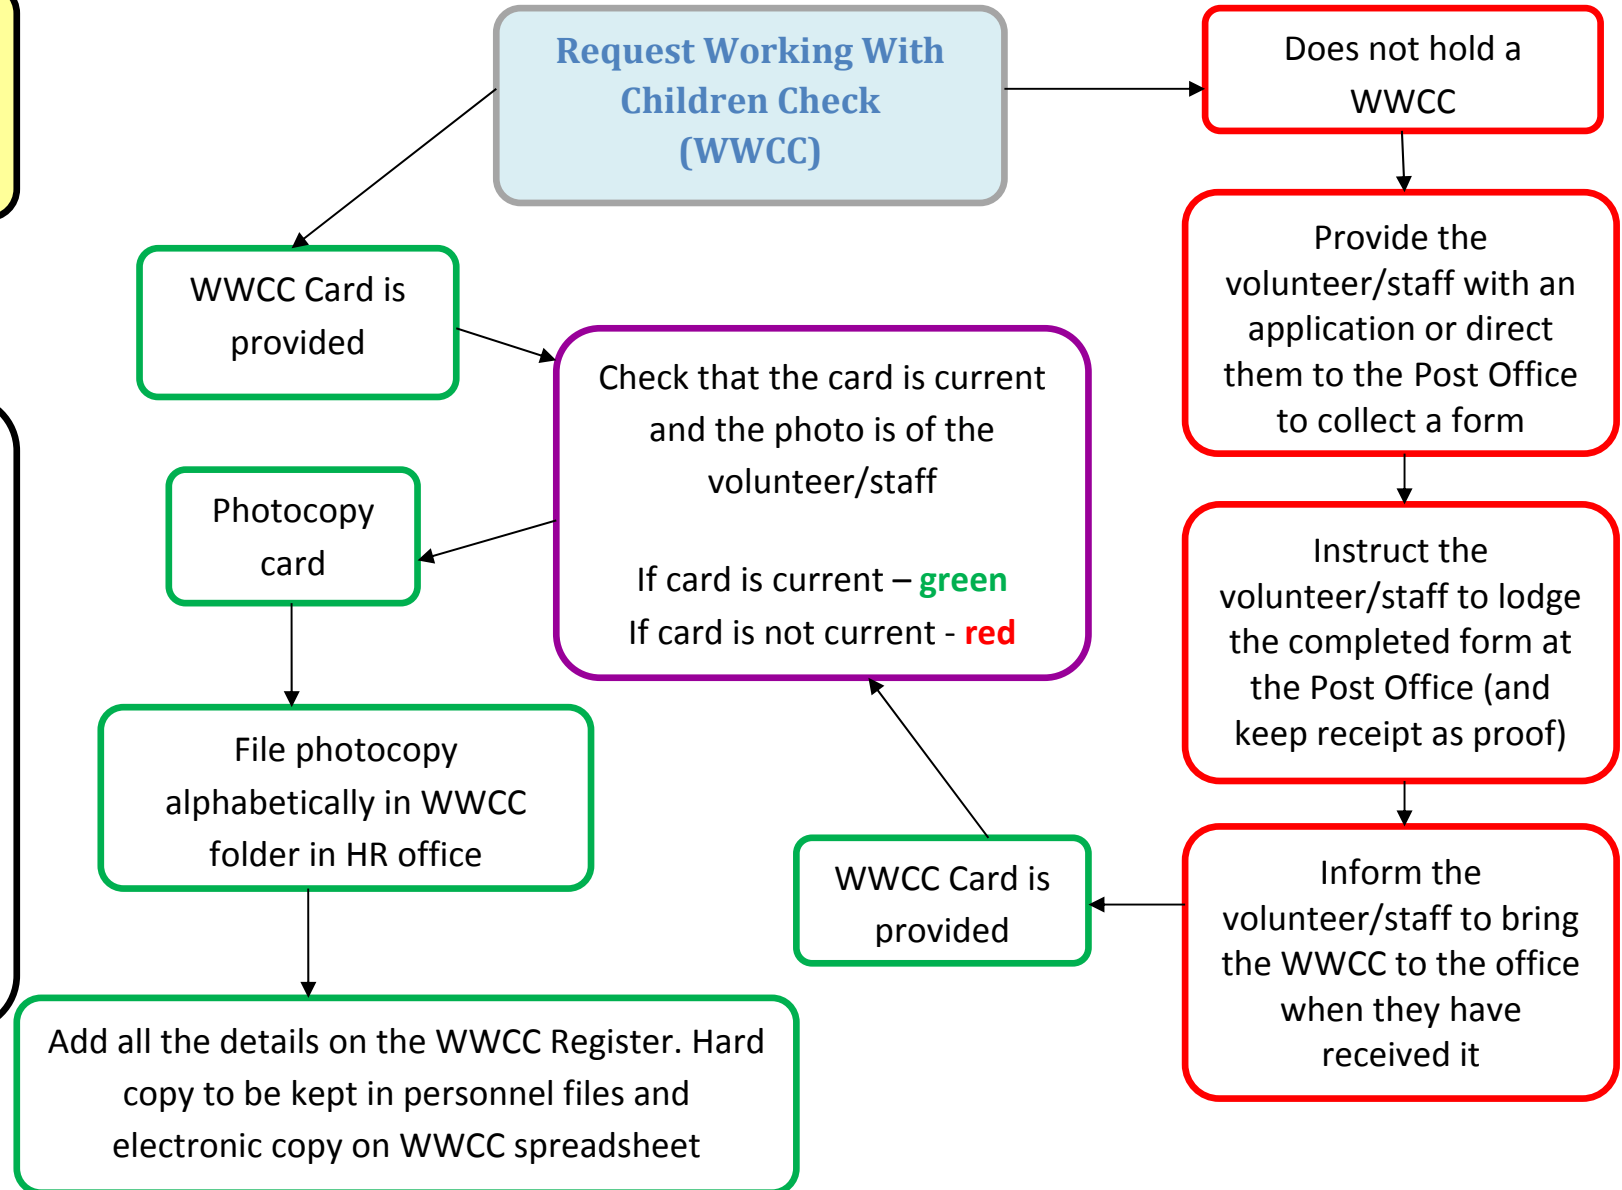 Request Working With
Children Check
(WWCC)
Does not hold a
WWCC
WWCC Card is
provided
Provide the
volunteer/staff with an
application or direct
them to the Post Office
to collect a form
Check that the card is current
and the photo is of the
volunteer/staff
If card is current – green
If card is not current - red
Photocopy
card
Instruct the
volunteer/staff to lodge
the completed form at
the Post Office (and
keep receipt as proof)
File photocopy
alphabetically in WWCC
folder in HR office
WWCC Card is
provided
Inform the
volunteer/staff to bring
the WWCC to the office
when they have
received it
Add all the details on the WWCC Register. Hard
copy to be kept in personnel files and
electronic copy on WWCC spreadsheet